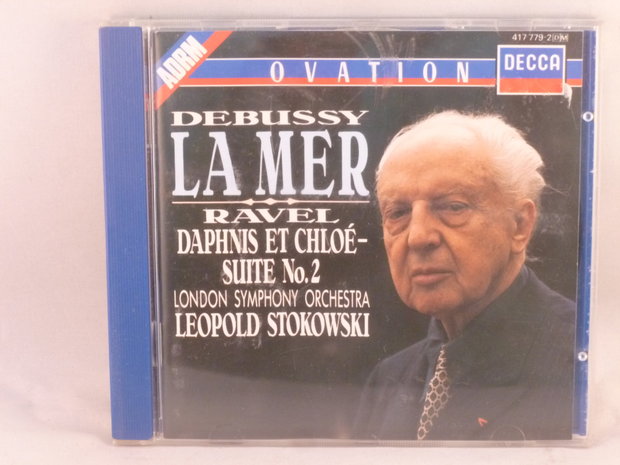 417 779-2 DM
ADRM
OVATION
DECCA
DEBUSSY
LA MER
RAVEL
DAPHNIS ET CHLOÉ-
SUITE No.2
LONDON SYMPHONY ORCHESTRA
LEOPOLD STOKOWSKI